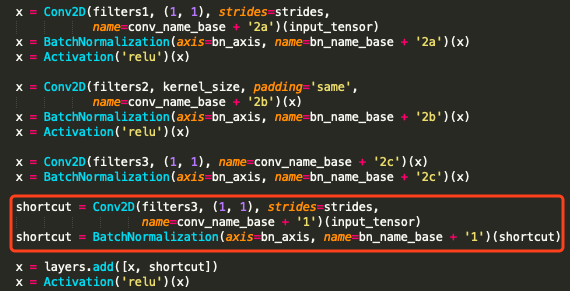 x = Conv2D(filters1, (1, 1), strides=strides,
name=conv_name_base + '2a')(input_tensor)
x = BatchNormalization(axis=bn_axis, name=bn_name_base + '2a')(x)
x = Activation('relu')(x)
x = Conv2D(filters2, kernel_size, padding='same',
name=conv_name_base + '2b')(x)
x = BatchNormalization(axis=bn_axis, name=bn_name_base + '2b')(x)
x = Activation('relu')(x)
x = Conv2D(filters3, (1, 1), name=conv_name_base + '2c')(x)
x = BatchNormalization(axis=bn_axis, name=bn_name_base + '2c')(x)
shortcut = Conv2D(filters3, (1, 1), strides=strides,
name=conv_name_base + '1')(input_tensor)
shortcut = BatchNormalization(axis=bn_axis, name=bn_name_base + '1')(shortcut)
x = layers.add([x, shortcut])
x = Activation('relu')(x)